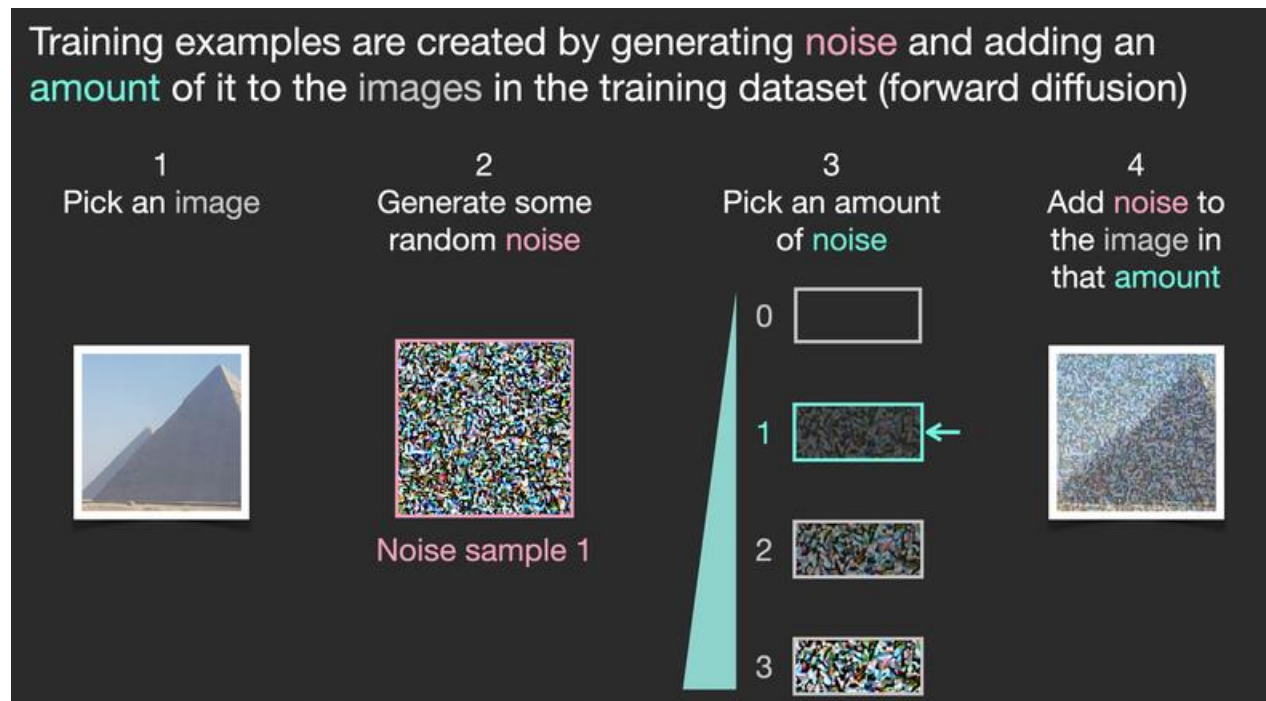 Training examples are created by generating noise and adding an
amount of it to the images in the training dataset (forward diffusion)
1
Pick an image
2
Generate some
random noise
Noise sample 1
3
Pick an amount
of noise
0
1
2
3
4
Add noise to
the image in
that amount